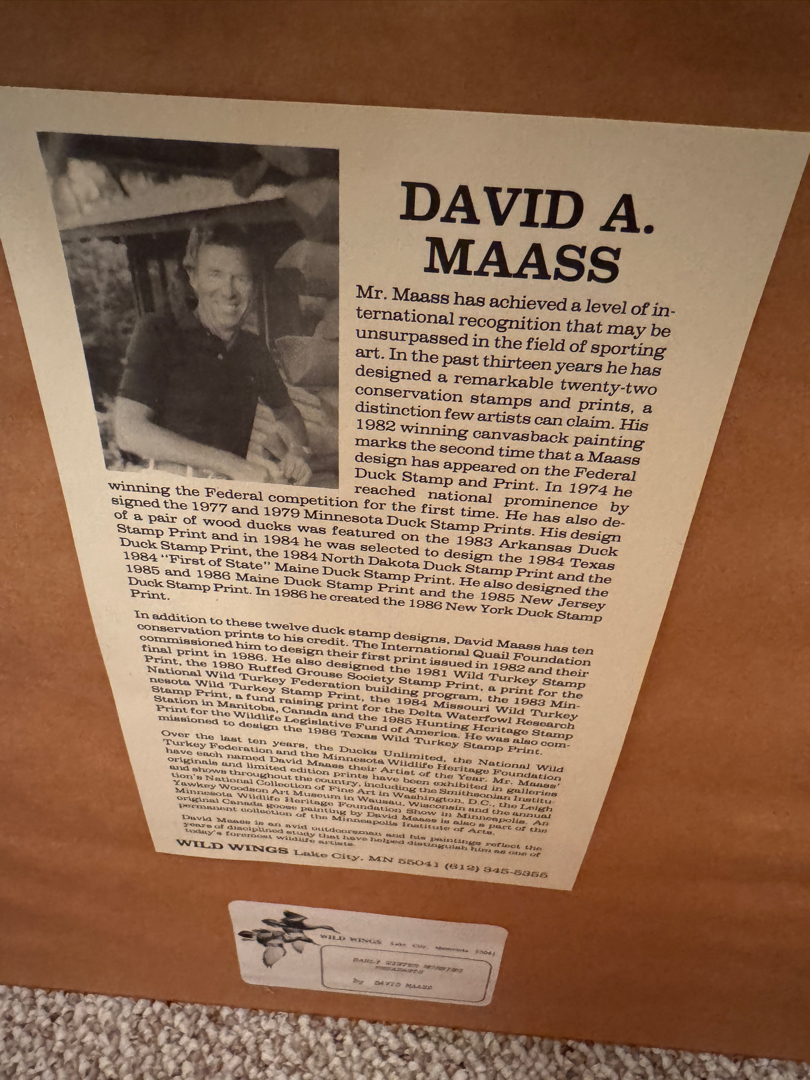 DAVID A.
MAASS
Mr. Maass has achieved a level of in-
ternational recognition that may be
unsurpassed in the field of sporting
art. In the past thirteen years he has
designed a remarkable twenty-two
conservation stamps and prints, a
distinction few artists can claim. His
1982 winning canvasback painting
marks the second time that a Maass
design has appeared on the Federal
Duck Stamp and Print. In 1974 he
reached national prominence by
winning the Federal competition for the first time. He has also de-
signed the 1977 and 1979 Minnesota Duck Stamp Prints. His design
of a pair of wood ducks was featured on the 1983 Arkansas Duck
Stamp Print and in 1984 he was selected to design the 1984 Texas
Duck Stamp Print, the 1984 North Dakota Duck Stamp Print and the
1984 "First of State" Maine Duck Stamp Print. He also designed the
1985 and 1986 Maine Duck Stamp Print and the 1985 New Jersey
Duck Stamp Print. In 1986 he created the 1986 New York Duck Stamp
Print.
In addition to these twelve duck stamp designs, David Maass has ten
conservation prints to his credit. The International Quail Foundation
commissioned him to design their first print issued in 1982 and their
final print in 1986. He also designed the 1981 Wild Turkey Stamp
Print, the 1980 Ruffed Grouse Society Stamp Print, a print for the
National Wild Turkey Federation building program, the 1983 Min-
nesota Wild Turkey Stamp Print, the 1984 Missouri Wild Turkey
Stamp Print, a fund raising print for the Delta Waterfowl Research
Station in Manitoba, Canada and the 1985 Hunting Heritage Stamp
Print for the Wildlife Legislative Fund of America. He was also com-
missioned to design the 1986 Texas Wild Turkey Stamp Print.
Over the last ten years, the Ducks Unlimited, the National Wild
Turkey Federation and the Minnesota Wildlife Heritage Foundation
have each named David Maass their Artist of the Year. Mr. Maass'
originals and limited edition prints have been exhibited in galleries
and shows throughout the country, including the Smithsonian Institu-
tion's National Collection of Fine Art in Washington, D.C., the Leigh
Yawkey Woodson Art Museum in Wausau, Wisconsin and the annual
Minnesota Wildlife Heritage Foundation Show in Minneapolis. An
original Canada goose painting by David Maass is also a part of the
permanent collection of the Minneapolis Institute of Arts.
David Maass is an avid outdoorsman and his paintings reflect the
years of disciplined study that have helped distinguish him as one of
today's foremost wildlife artists.
WILD WINGS Lake City, MN 55041 (612) 345-5355
WILD WINGS Lake City, Minnesota 55041
EARLY WINTER MORNING
by DAVID MAASS